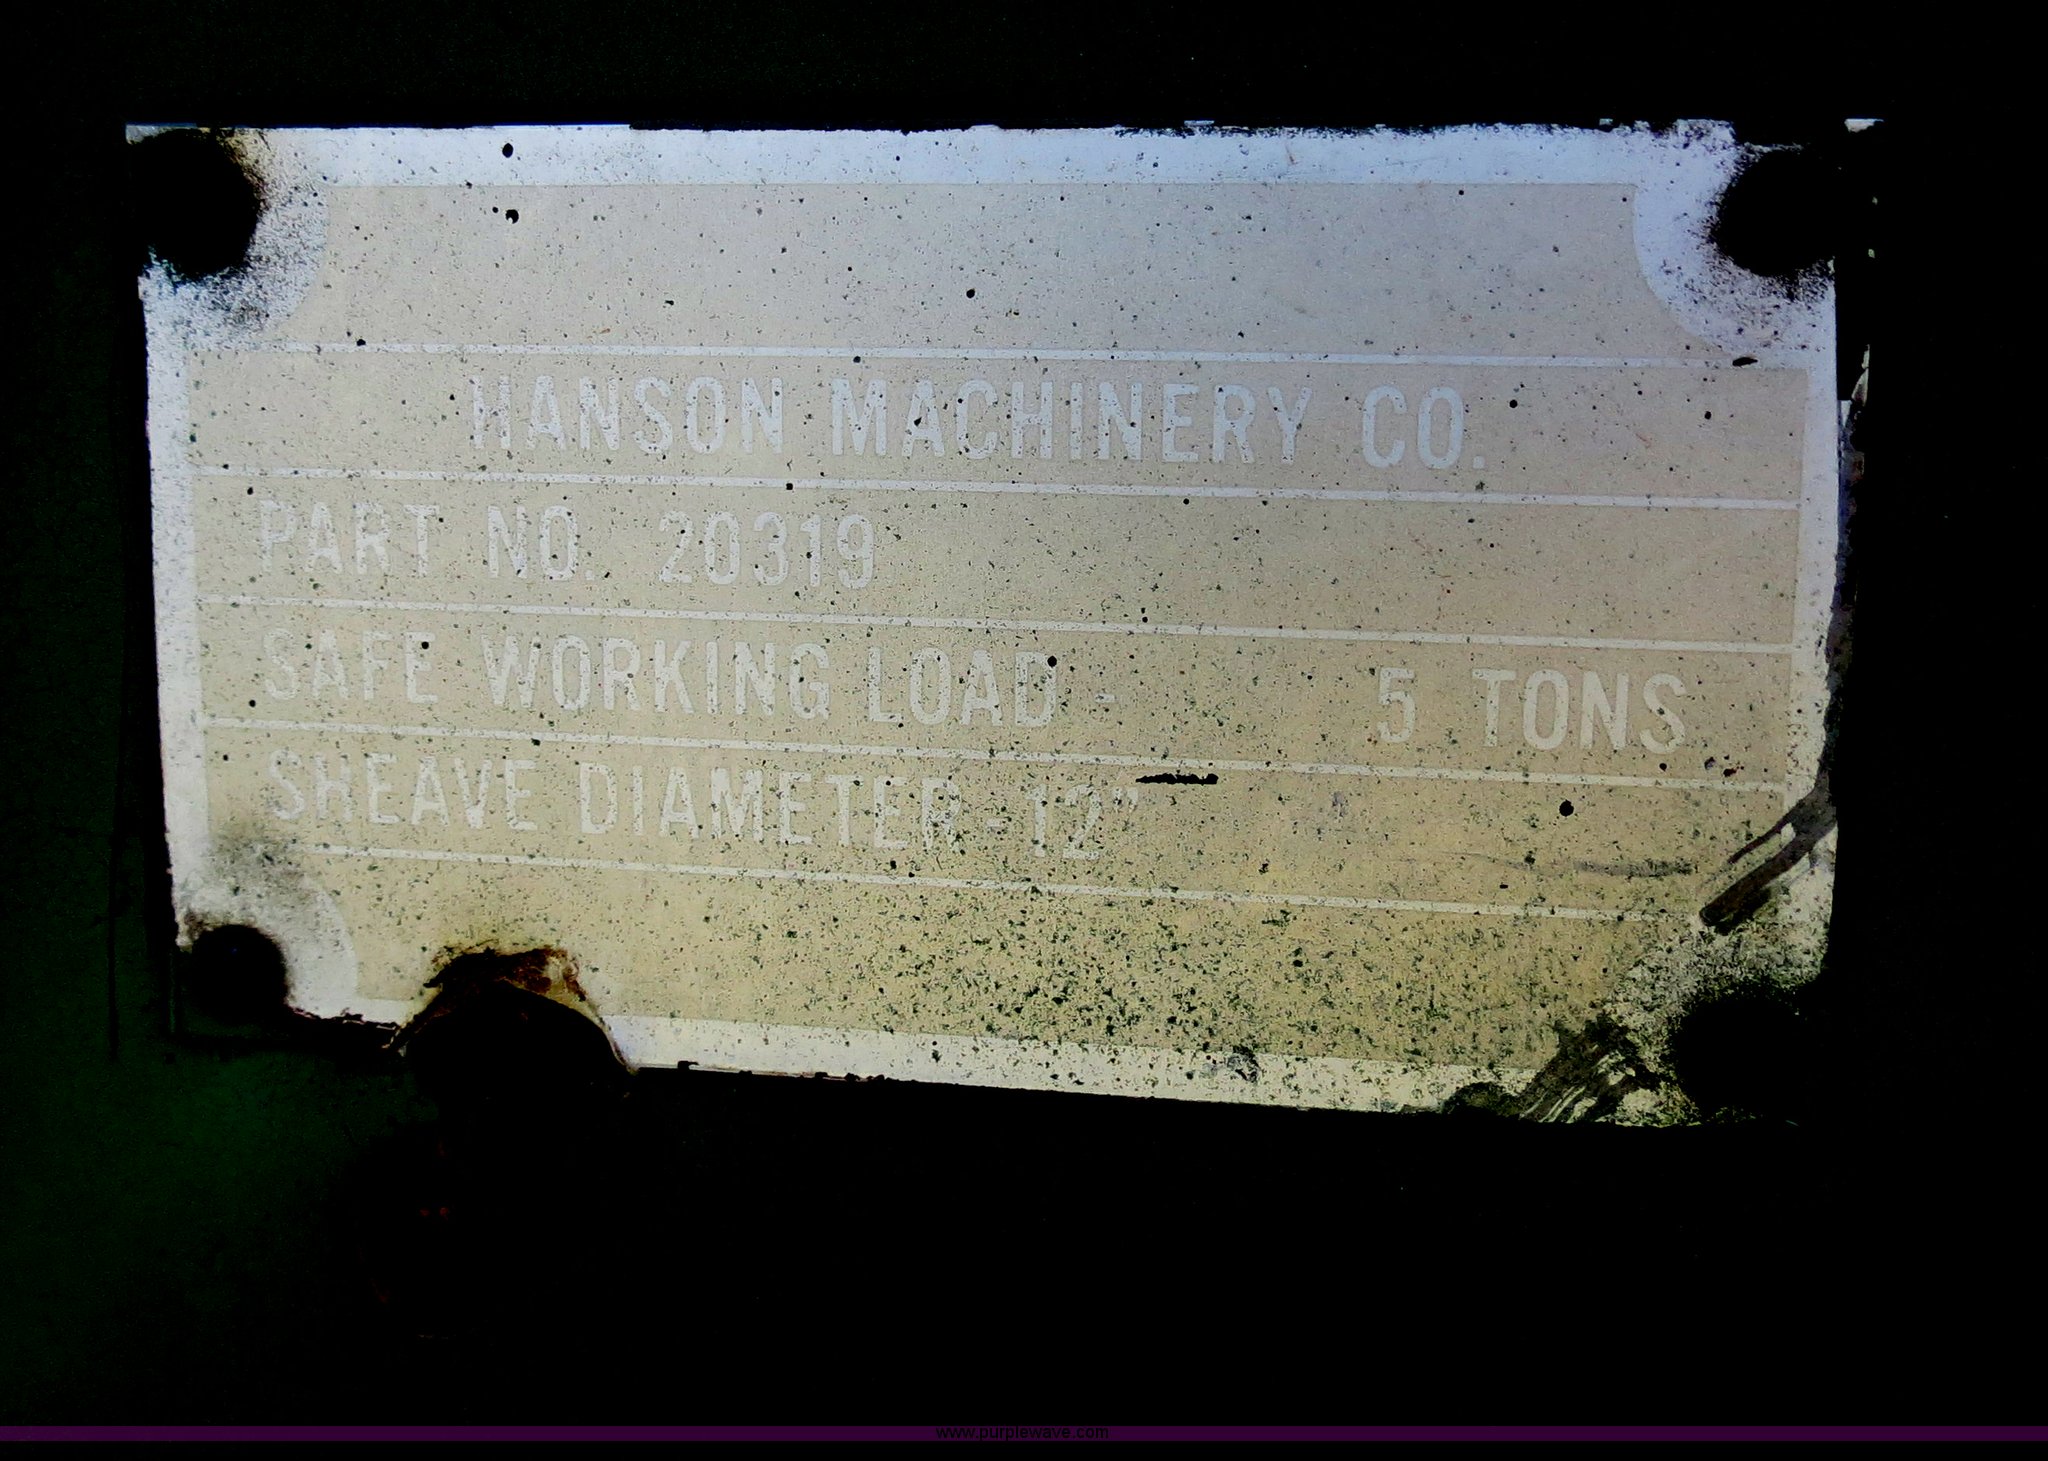 HANSON MACHINERY CO.
PART NO. 20319
SAFE WORKING LOAD - 5 TONS
SHEAVE DIAMETER-12"
www.purplewave.com